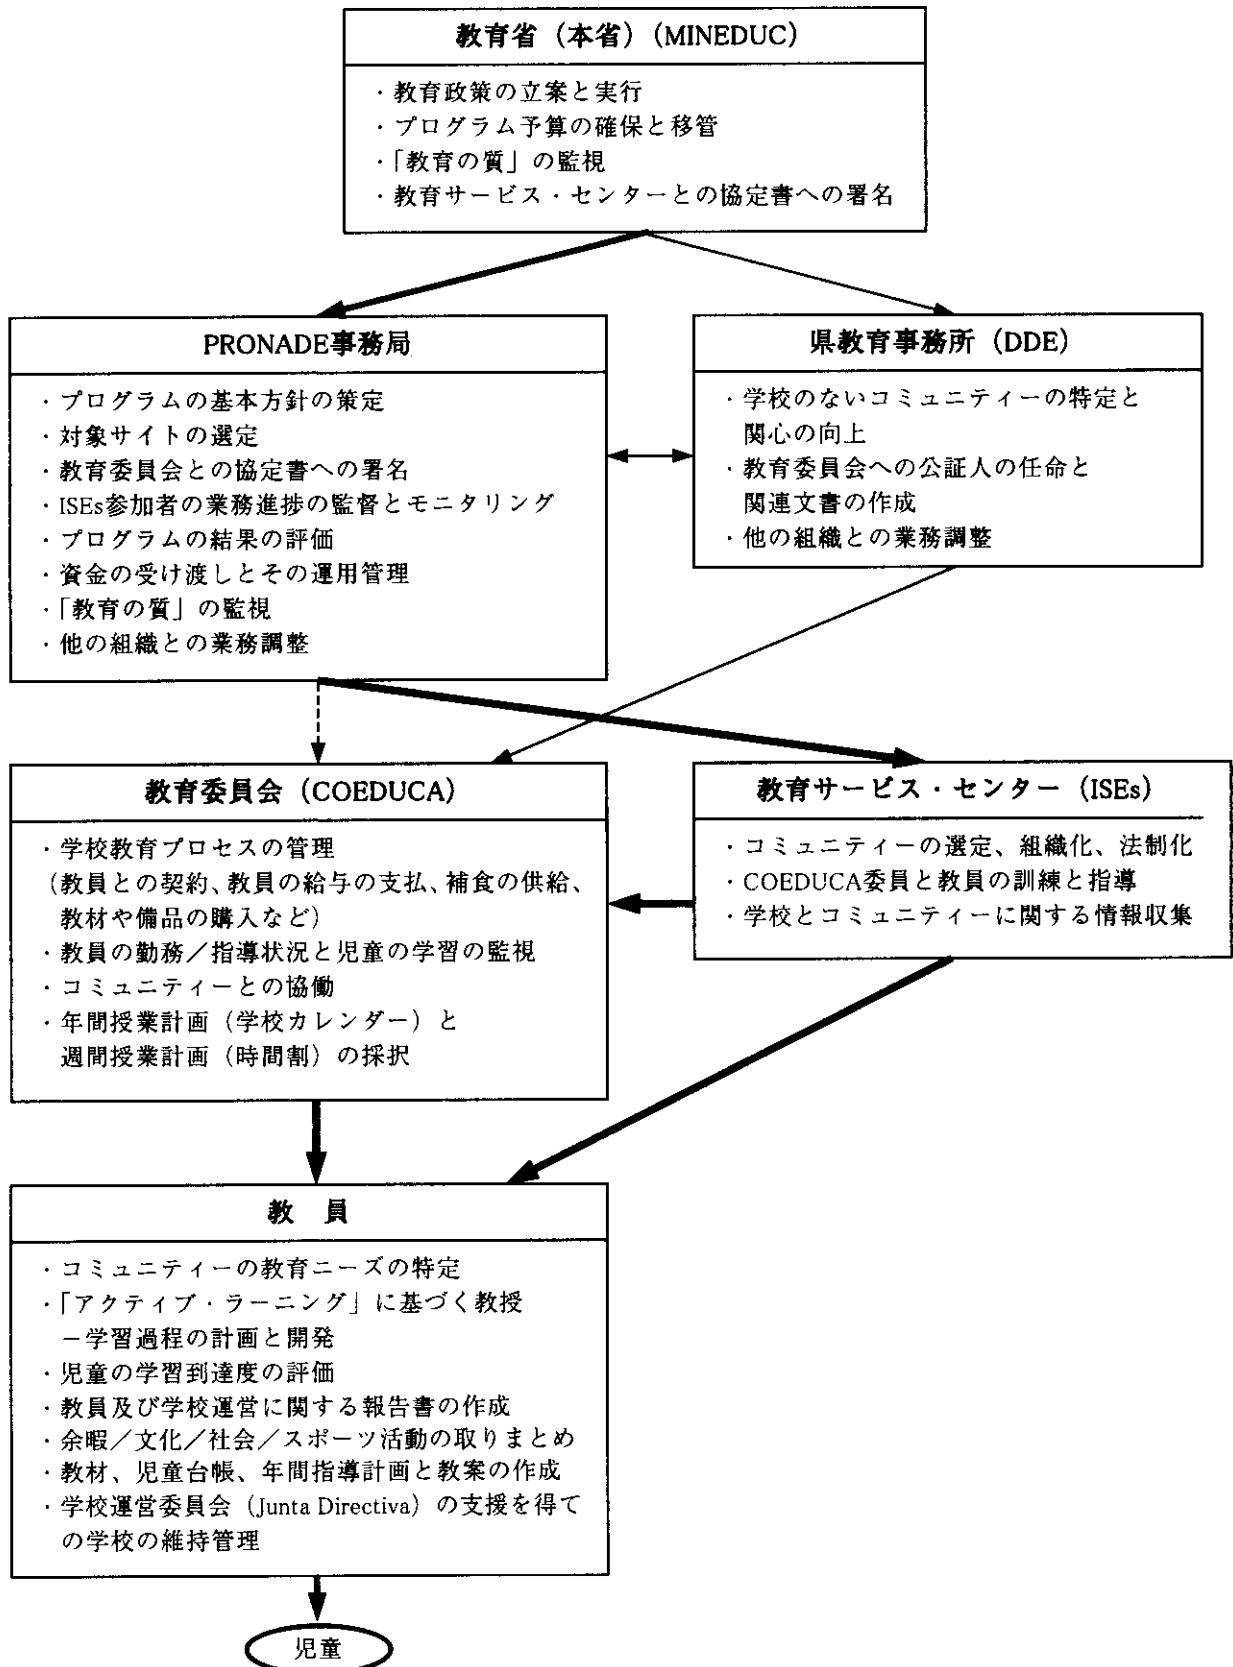 教育省（本省）(MINEDUC)
・教育政策の立案と実行
・プログラム予算の確保と移管
・「教育の質」の監視
・教育サービス・センターとの協定書への署名
PRONADE事務局
・プログラムの基本方針の策定
・対象サイトの選定
・教育委員会との協定書への署名
・ISEs参加者の業務進捗の監督とモニタリング
・プログラムの結果の評価
・資金の受け渡しとその運用管理
・「教育の質」の監視
・他の組織との業務調整
県教育事務所（DDE）
・学校のないコミュニティーの特定と
関心の向上
・教育委員会への公証人の任命と
関連文書の作成
・他の組織との業務調整
教育委員会（COEDUCA）
・学校教育プロセスの管理
（教員との契約、教員の給与の支払、補食の供給、
教材や備品の購入など）
・教員の勤務／指導状況と児童の学習の監視
・コミュニティーとの協働
・年間授業計画（学校カレンダー）と
週間授業計画（時間割）の採択
教育サービス・センター（ISEs）
・コミュニティーの選定、組織化、法制化
・COEDUCA委員と教員の訓練と指導
・学校とコミュニティーに関する情報収集
教　員
・コミュニティーの教育ニーズの特定
・「アクティブ・ラーニング」に基づく教授
－学習過程の計画と開発
・児童の学習到達度の評価
・教員及び学校運営に関する報告書の作成
・余暇／文化／社会／スポーツ活動の取りまとめ
・教材、児童台帳、年間指導計画と教案の作成
・学校運営委員会（Junta Directiva）の支援を得て
の学校の維持管理
児童